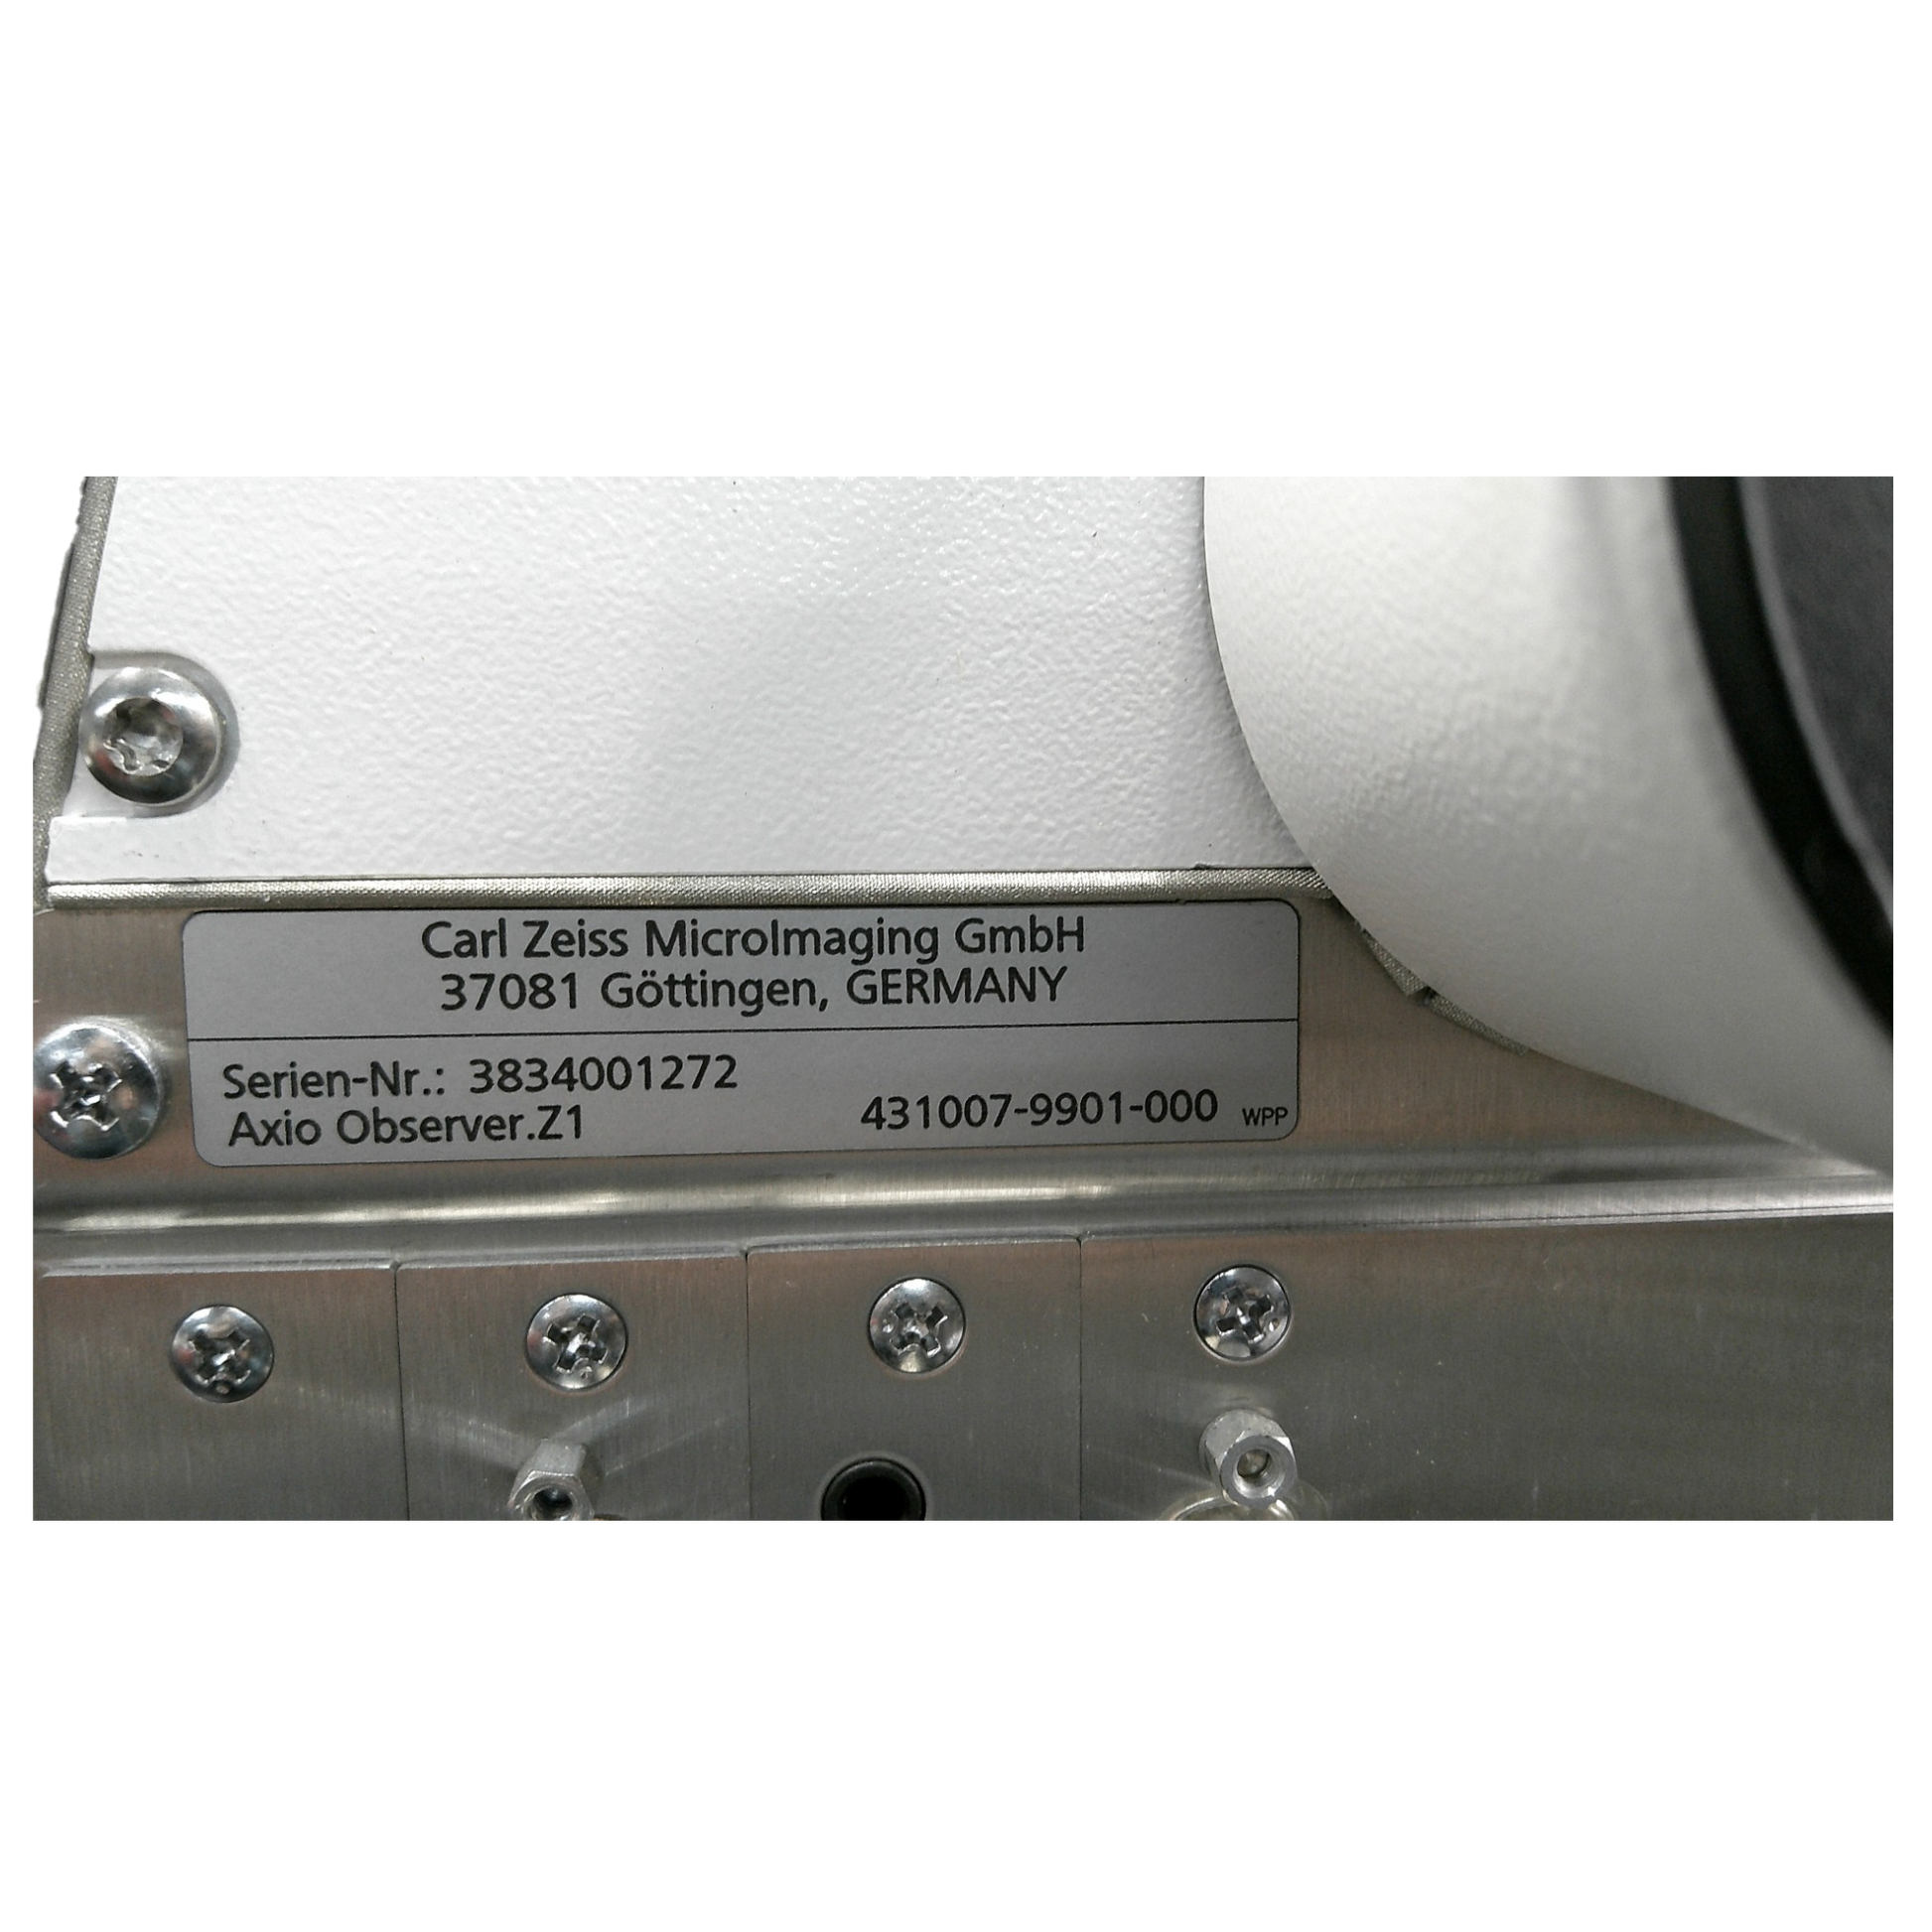 Carl Zeiss MicroImaging GmbH
37081 Göttingen, GERMANY
Serien-Nr.: 3834001272
Axio Observer.Z1 431007-9901-000 WPP